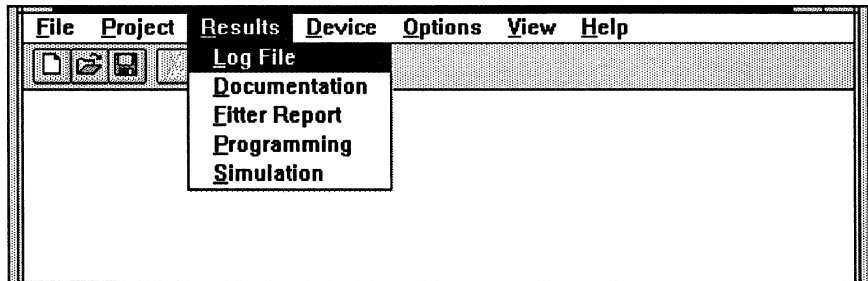 File Project Results Device Options View Help
Log File
Documentation
Fitter Report
Programming
Simulation